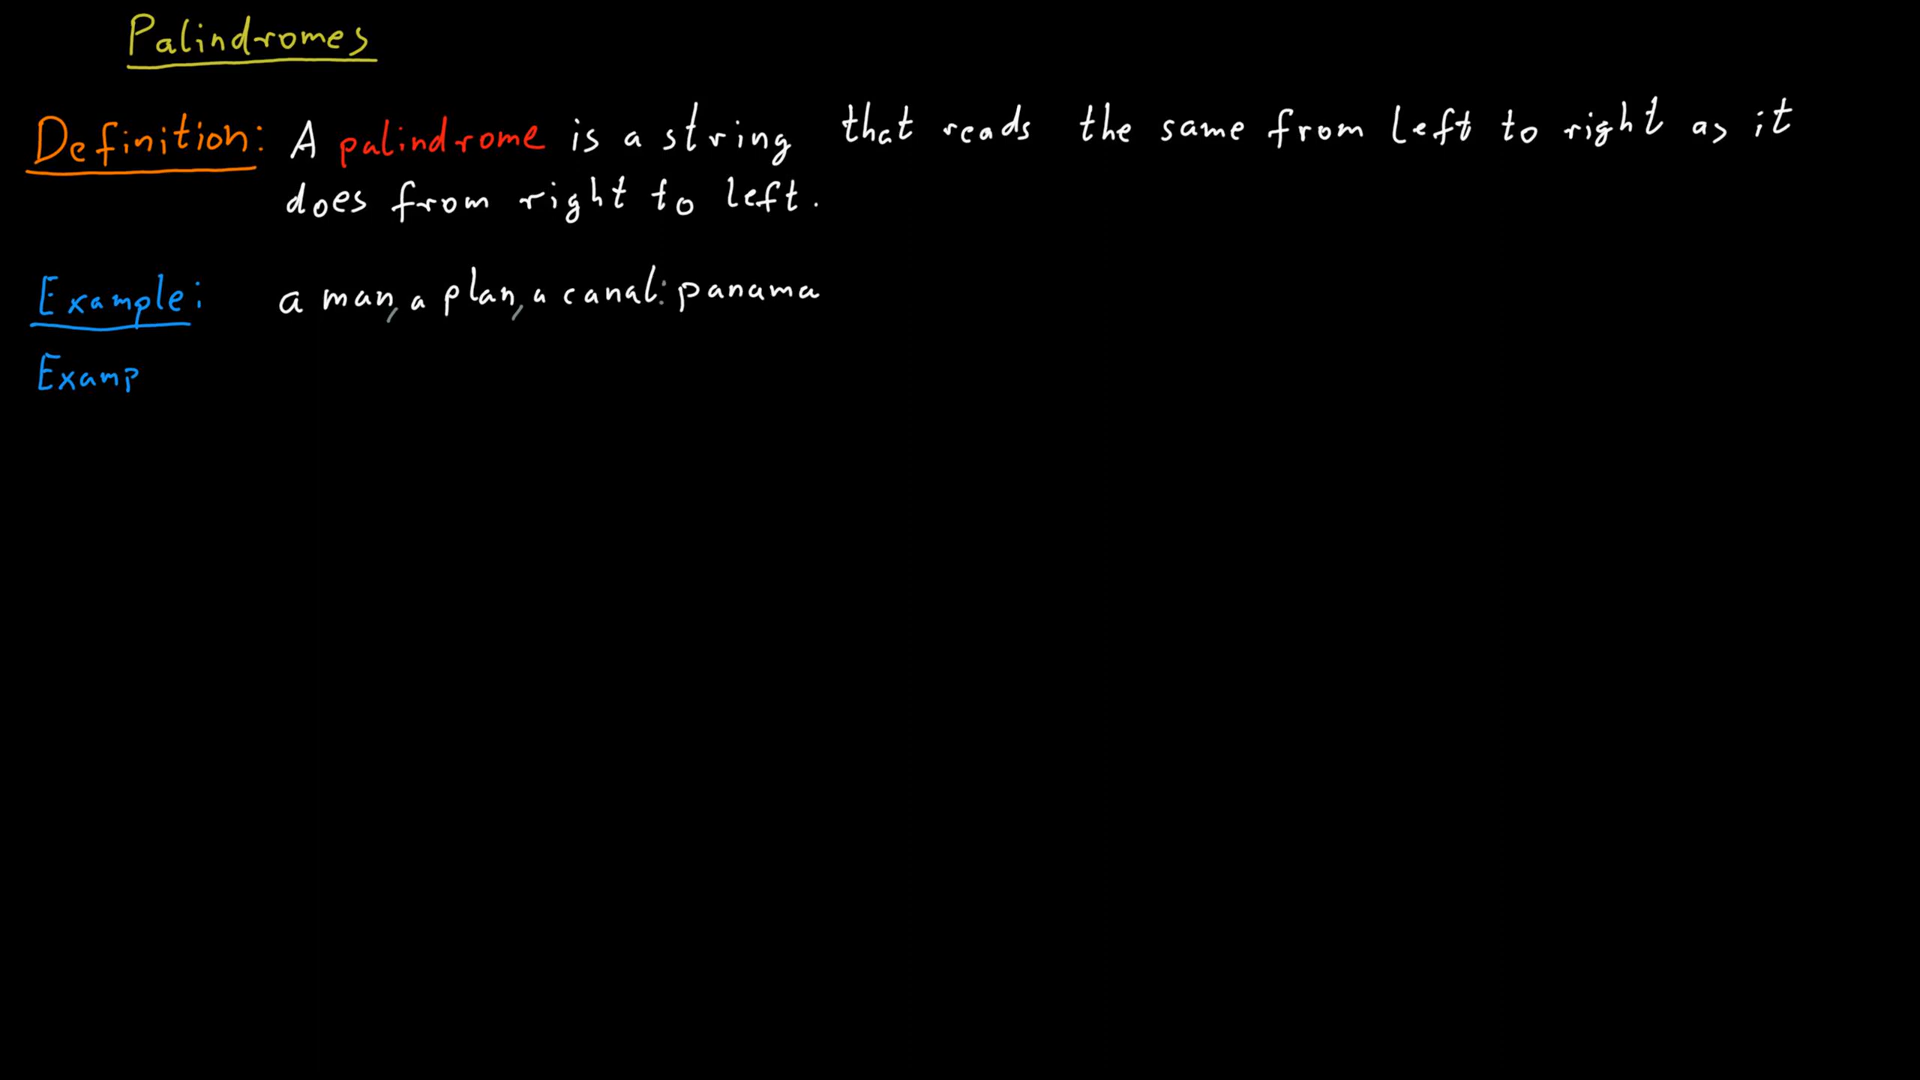 Palindromes
Definition: A palindrome is a string that reads the same from left to right as it
does from right to left.
Example: a man, a plan, a canal: panama
Examp